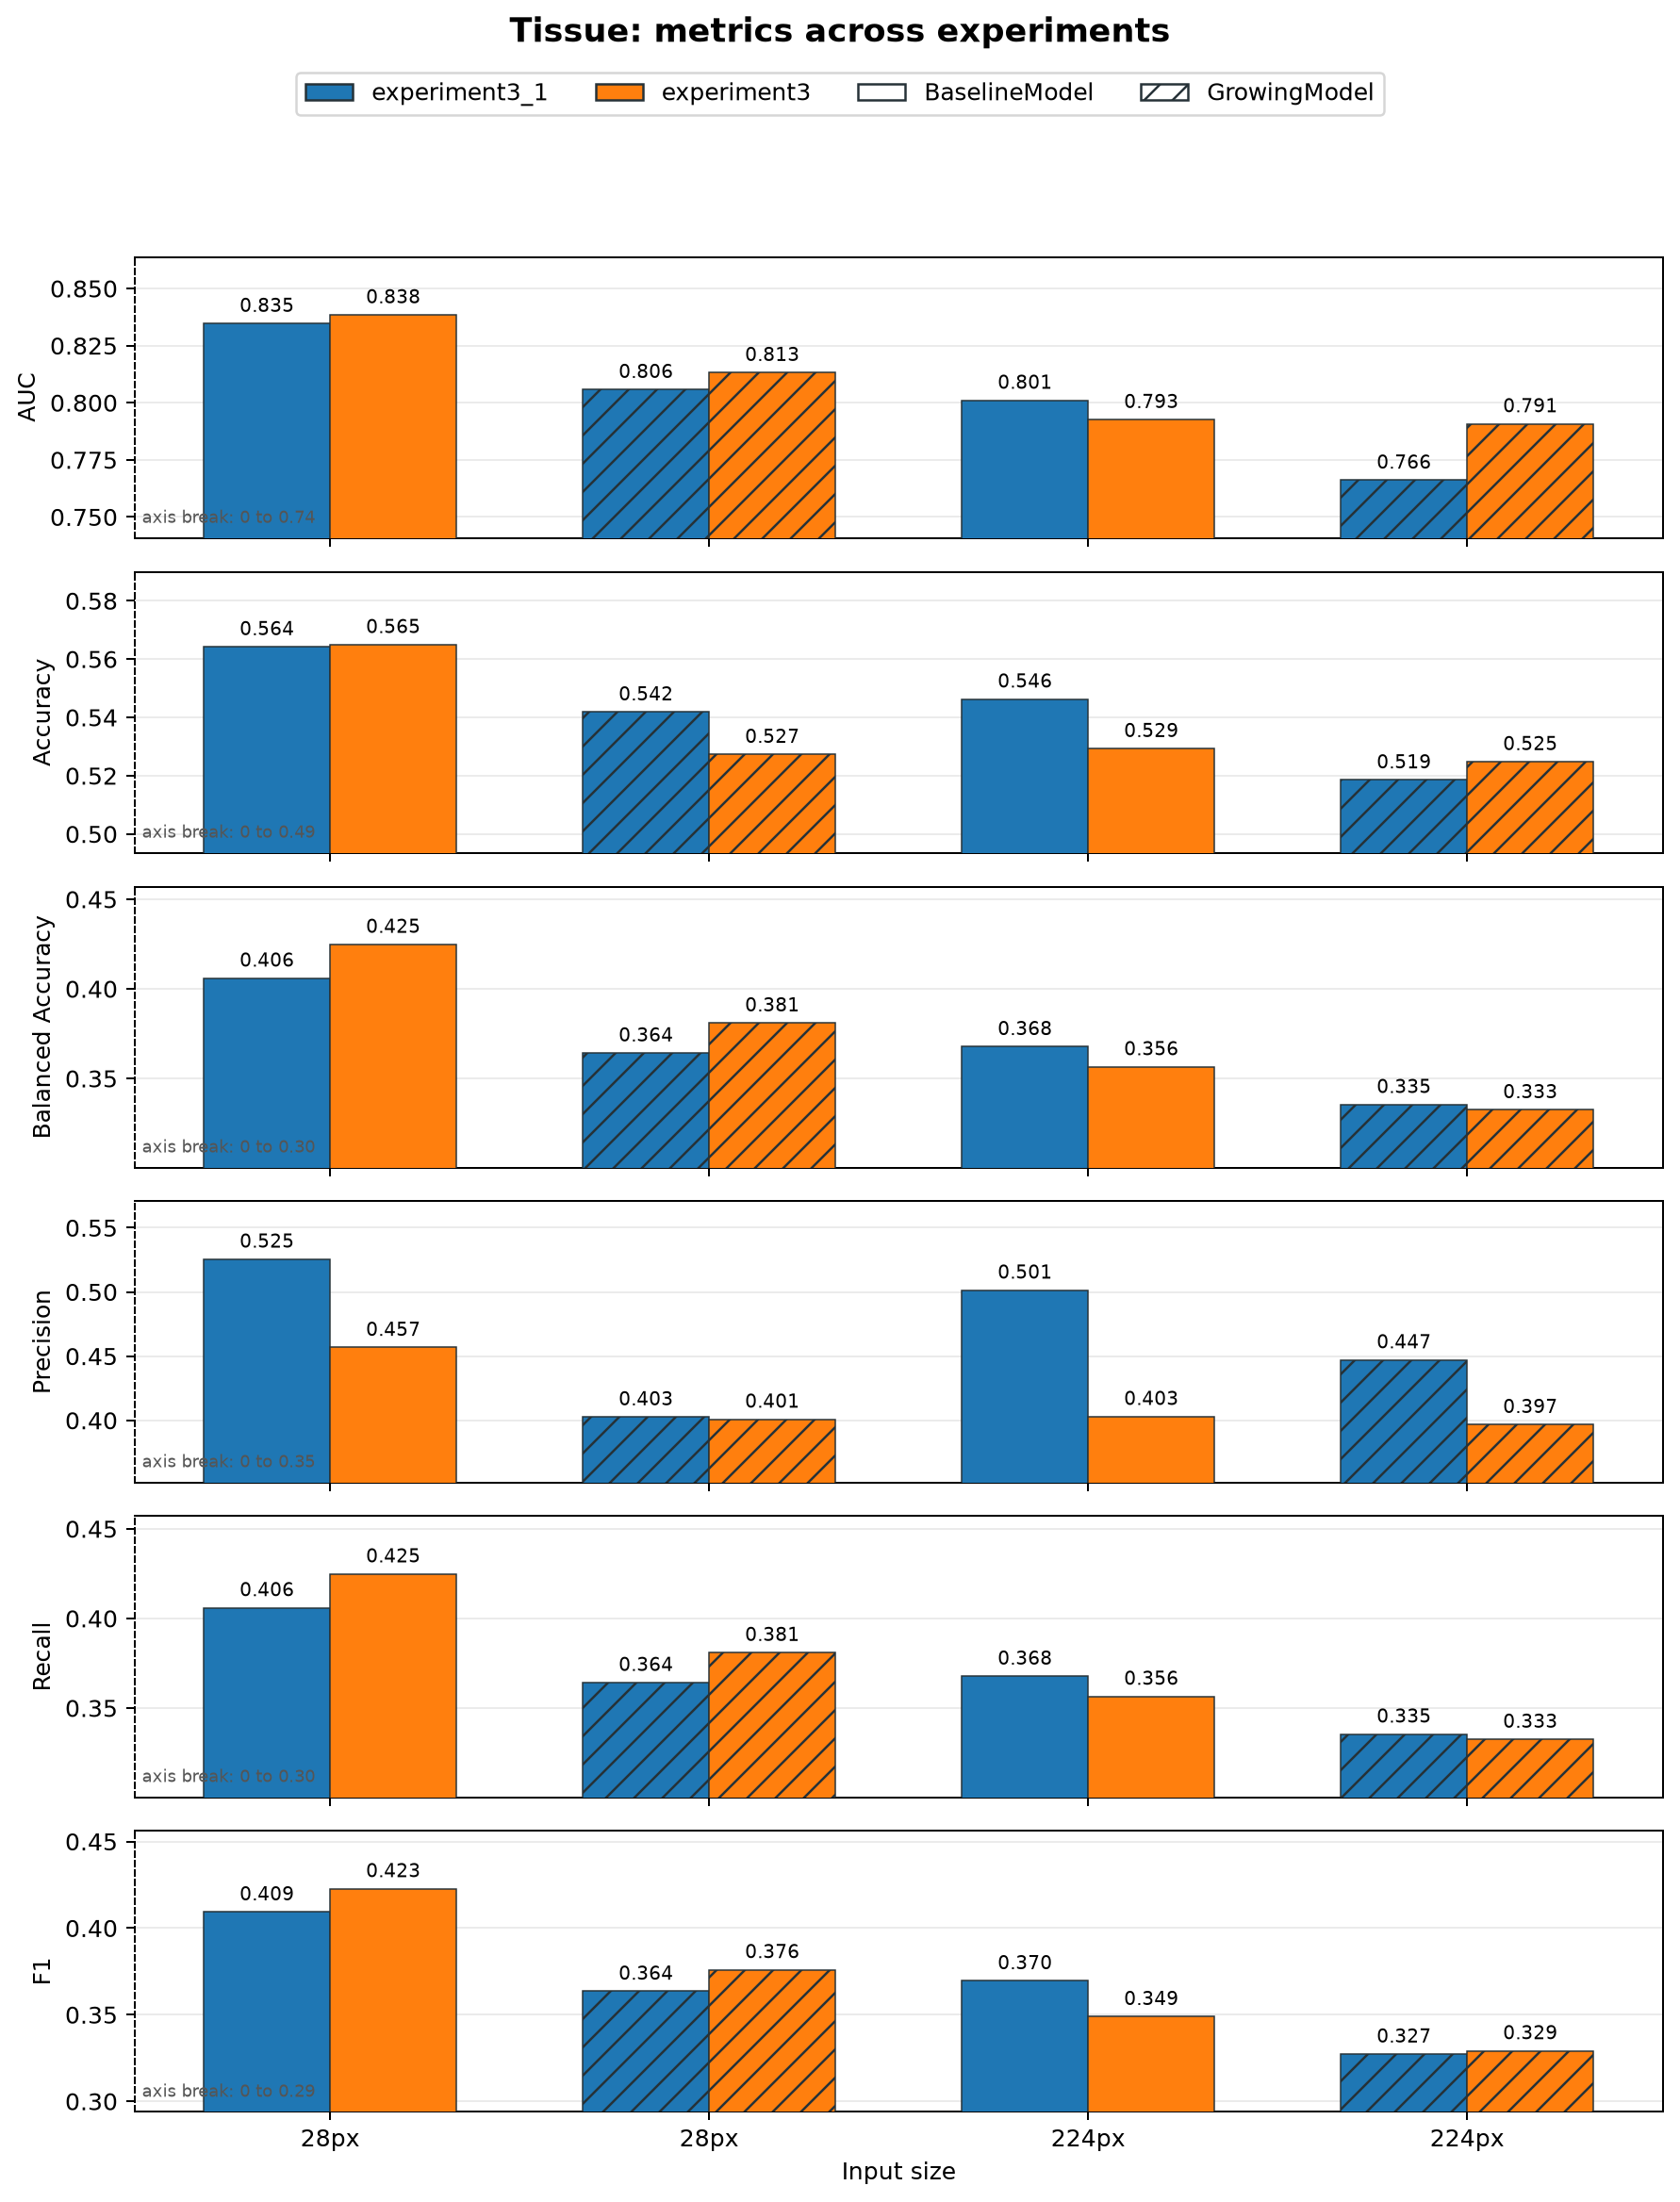 Tissue: metrics across experiments
experiment3_1 experiment3 BaselineModel GrowingModel
AUC
0.850
0.825
0.800
0.775
0.750
0.835 0.838 0.806 0.813 0.801 0.793 0.766 0.791
axis break: 0 to 0.74
Accuracy
0.58
0.56
0.54
0.52
0.50
0.564 0.565 0.542 0.527 0.546 0.529 0.519 0.525
axis break: 0 to 0.49
Balanced Accuracy
0.45
0.40
0.35
0.406 0.425 0.364 0.381 0.368 0.356 0.335 0.333
axis break: 0 to 0.30
Precision
0.55
0.50
0.45
0.40
0.525 0.457 0.403 0.401 0.501 0.403 0.447 0.397
axis break: 0 to 0.35
Recall
0.45
0.40
0.35
0.406 0.425 0.364 0.381 0.368 0.356 0.335 0.333
axis break: 0 to 0.30
F1
0.45
0.40
0.35
0.30
0.409 0.423 0.364 0.376 0.370 0.349 0.327 0.329
axis break: 0 to 0.29
28px 28px 224px 224px
Input size